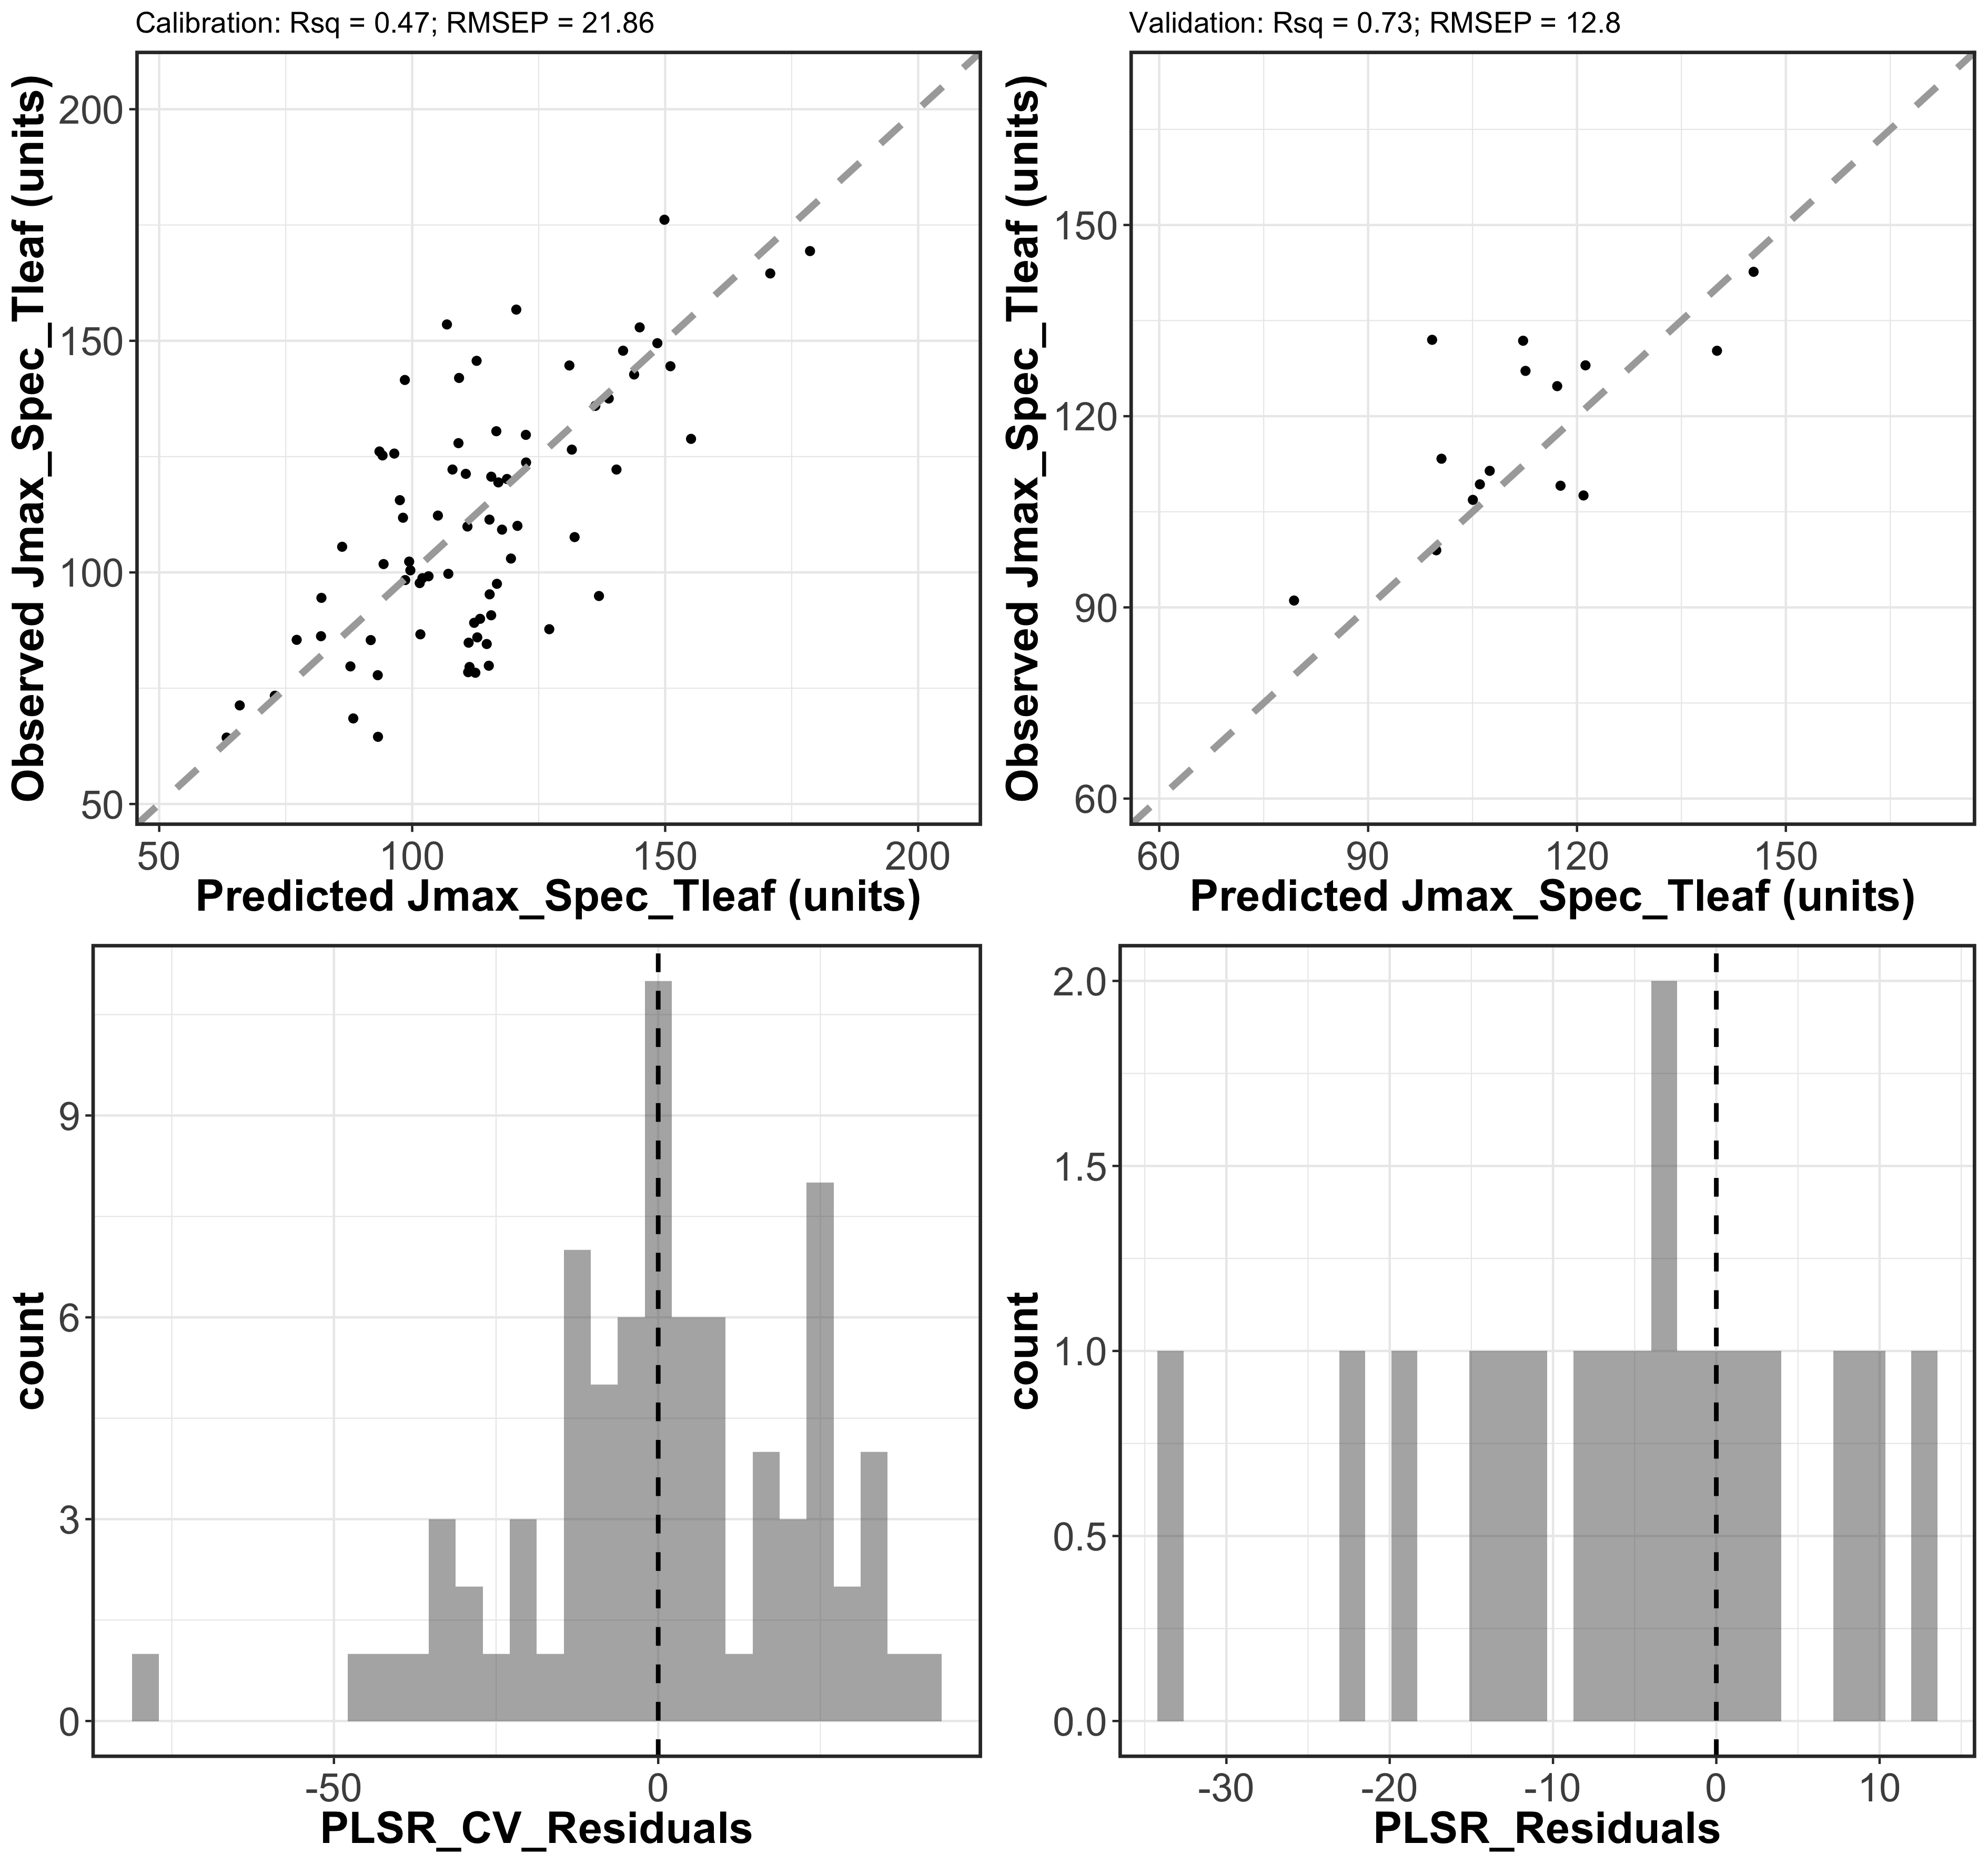 Calibration: Rsq = 0.47; RMSEP = 21.86
Observed Jmax_Spec_Tleaf (units)
200
150
100
50
50 100 150 200
Predicted Jmax_Spec_Tleaf (units)
Validation: Rsq = 0.73; RMSEP = 12.8
Observed Jmax_Spec_Tleaf (units)
150
120
90
60
60 90 120 150
Predicted Jmax_Spec_Tleaf (units)
count
9
6
3
0
-50 0
PLSR_CV_Residuals
count
2.0
1.5
1.0
0.5
0.0
-30 -20 -10 0 10
PLSR_Residuals